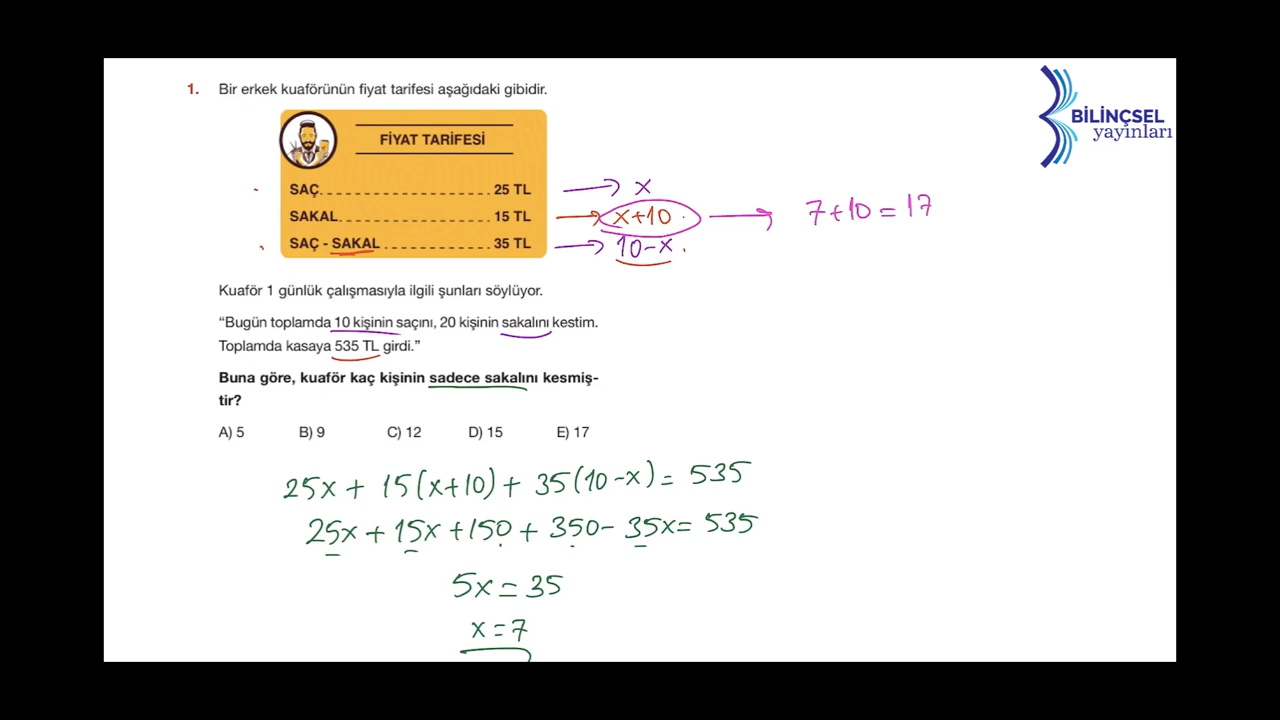 1. Bir erkek kuaförünün fiyat tarifesi aşağıdaki gibidir.
BİLİNÇSEL
yayınları
FİYAT TARİFESİ
SAÇ.......................... 25 TL → x
SAKAL....................... 15 TL → x+10 → 7+10=17
SAÇ - SAKAL ................ 35 TL → 10-x
Kuaför 1 günlük çalışmasıyla ilgili şunları söylüyor.
“Bugün toplamda 10 kişinin saçını, 20 kişinin sakalını kestim.
Toplamda kasaya 535 TL girdi.”
Buna göre, kuaför kaç kişinin sadece sakalını kesmiş-
tir?
A) 5 B) 9 C) 12 D) 15 E) 17
25x + 15(x+10) + 35(10-x) = 535
25x + 15x + 150 + 350 - 35x = 535
5x = 35
x = 7